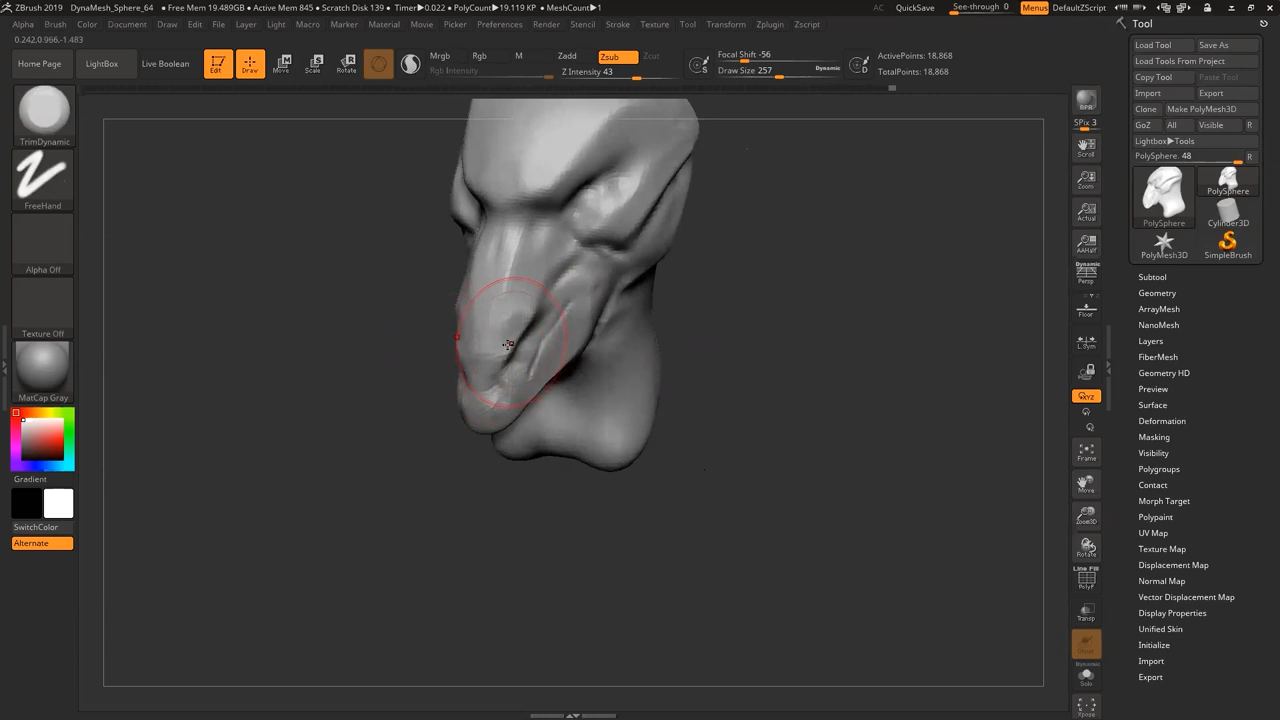 ZBrush 2019 - DynaMesh_Sphere_64 • Free Mem 19.489GB • Active Mem 845 • Scratch Disk 139 • Timer▶0.022 • PolyCount▶19.119 KP • MeshCount▶1 AC QuickSave See-through 0 Menus DefaultZScript
Alpha Brush Color Document Draw Edit File Layer Light Macro Marker Material Movie Picker Preferences Render Stencil Stroke Texture Tool Transform Zplugin Zscript
0.242,0.966,-1.483
Home Page LightBox Live Boolean
Edit Draw Move Scale Rotate
Mrgb Rgb M
Rgb Intensity
Zadd Zsub Zcut
Z Intensity 43
S
Focal Shift -56
Draw Size 257 Dynamic
D
ActivePoints: 18,868
TotalPoints: 18,868
TrimDynamic
FreeHand
Alpha Off
Texture Off
MatCap Gray
Gradient
SwitchColor
Alternate
BPR
SPix 3
Scroll
Zoom
Actual
AAHalf
Dynamic
Persp
Floor
L.Sym
XYZ
Frame
Move
Zoom3D
Rotate
Line Fill
PolyF
Transp
Ghost
Dynamic
Solo
Xpose
Tool
Load Tool Save As
Load Tools From Project
Copy Tool Paste Tool
Import Export
Clone Make PolyMesh3D
GoZ All Visible R
Lightbox▶Tools
PolySphere. 48 R
PolySphere
PolySphere
Cylinder3D
PolyMesh3D
SimpleBrush
Subtool
Geometry
ArrayMesh
NanoMesh
Layers
FiberMesh
Geometry HD
Preview
Surface
Deformation
Masking
Visibility
Polygroups
Contact
Morph Target
Polypaint
UV Map
Texture Map
Displacement Map
Normal Map
Vector Displacement Map
Display Properties
Unified Skin
Initialize
Import
Export